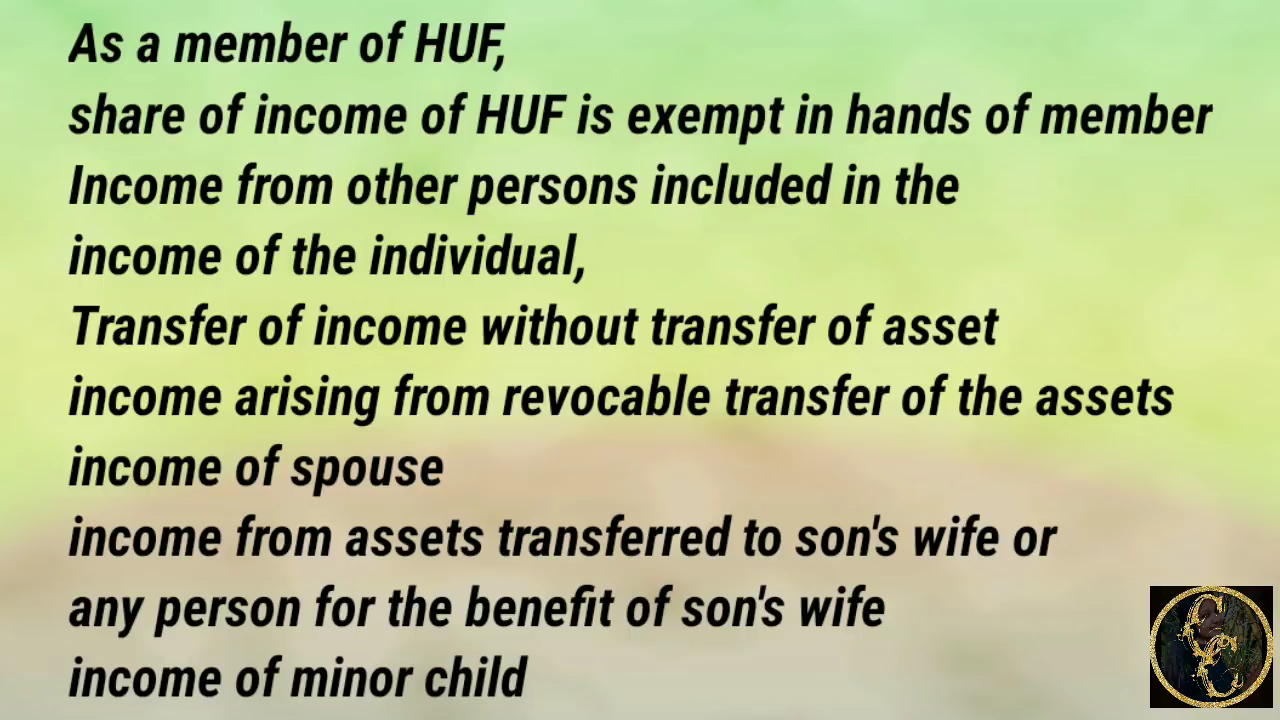 As a member of HUF,
share of income of HUF is exempt in hands of member
Income from other persons included in the
income of the individual,
Transfer of income without transfer of asset
income arising from revocable transfer of the assets
income of spouse
income from assets transferred to son's wife or
any person for the benefit of son's wife
income of minor child